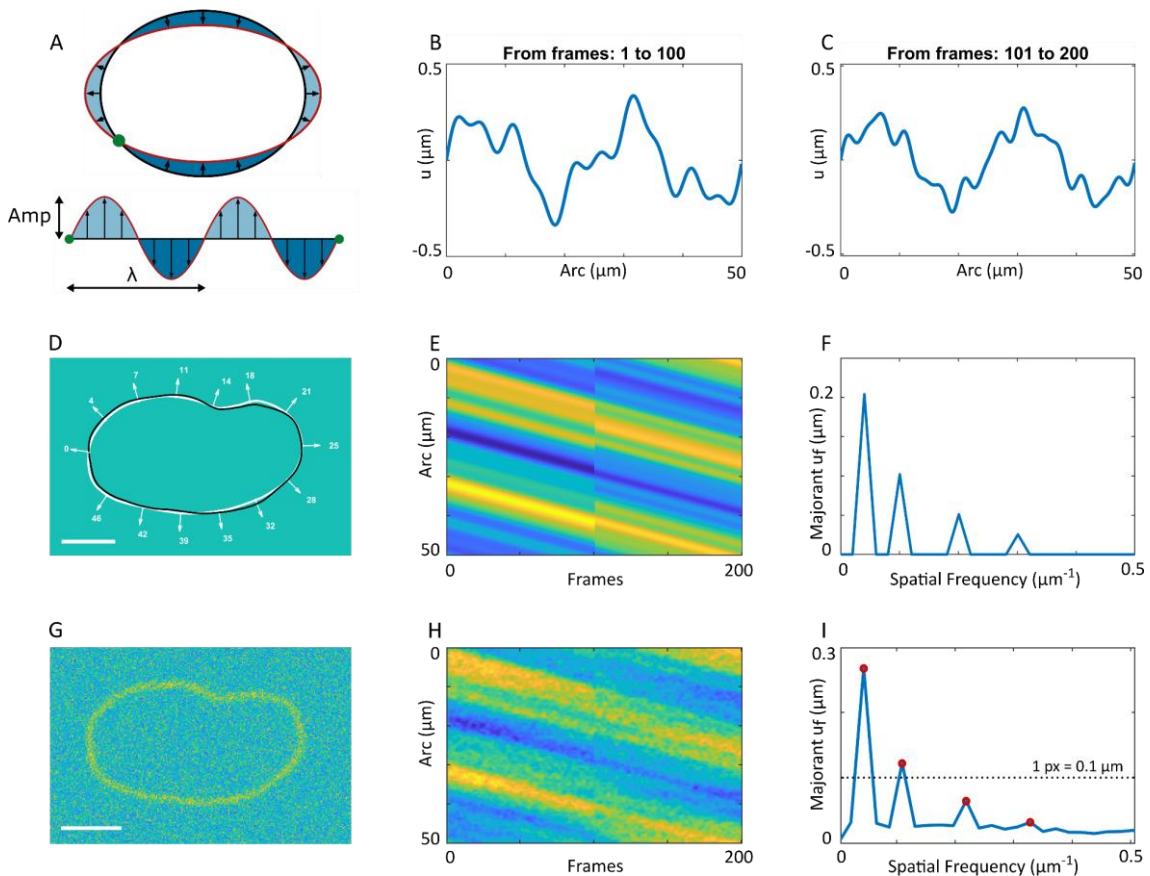 A
Amp
λ
B
From frames: 1 to 100
0.5
u (µm)
-0.5
0
Arc (µm)
50
C
From frames: 101 to 200
0.5
u (µm)
-0.5
0
Arc (µm)
50
D
0
4
7
11
14
18
21
25
28
32
35
39
42
46
E
0
Arc (µm)
50
0
Frames
200
F
0.2
Majorant uf (µm)
0
0
Spatial Frequency (µm⁻¹)
0.5
G
H
0
Arc (µm)
50
0
Frames
200
I
0.3
Majorant uf (µm)
1 px = 0.1 µm
0
0
Spatial Frequency (µm⁻¹)
0.5